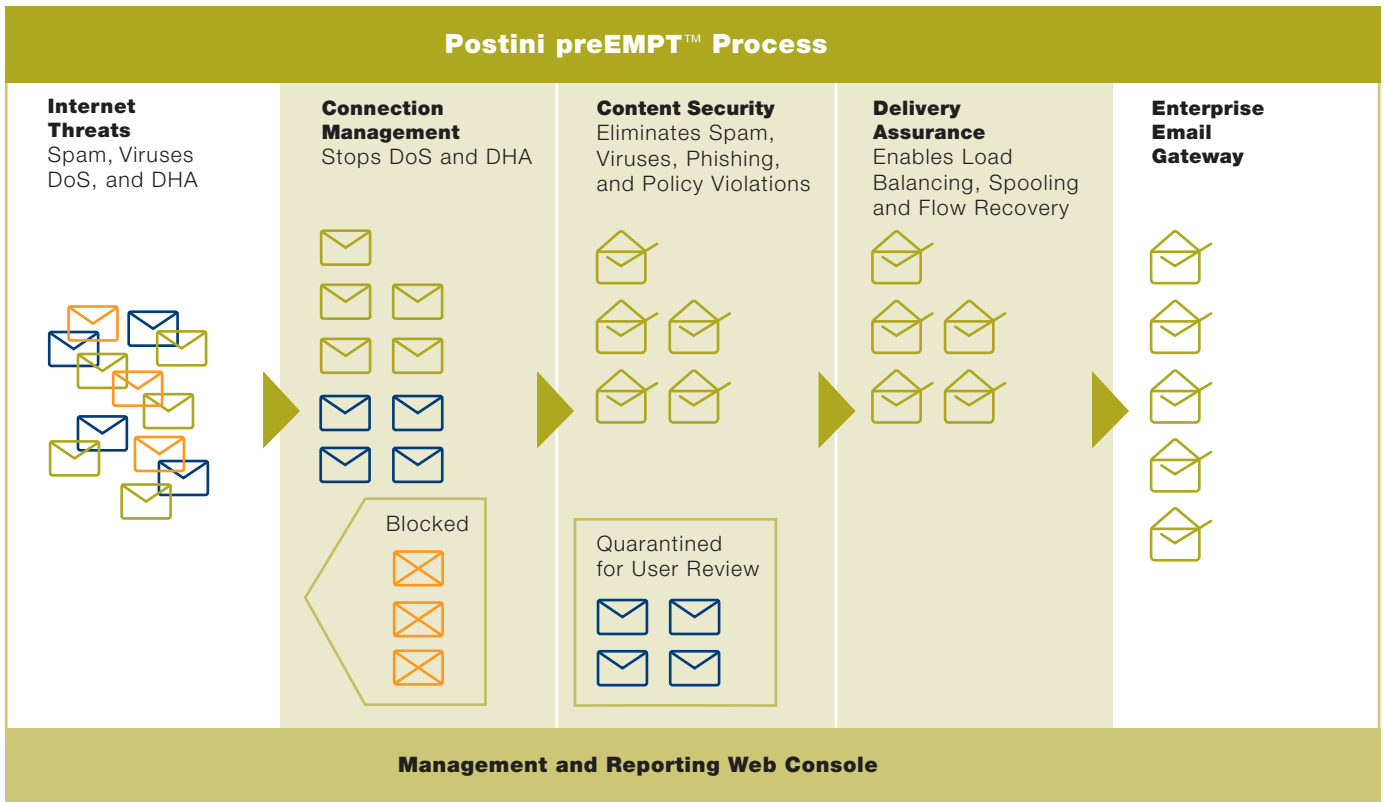 Postini preEMPT™ Process
Internet
Threats
Spam, Viruses
DoS, and DHA
Connection
Management
Stops DoS and DHA
Content Security
Eliminates Spam,
Viruses, Phishing,
and Policy Violations
Delivery
Assurance
Enables Load
Balancing, Spooling
and Flow Recovery
Enterprise
Email
Gateway
Blocked
Quarantined
for User Review
Management and Reporting Web Console